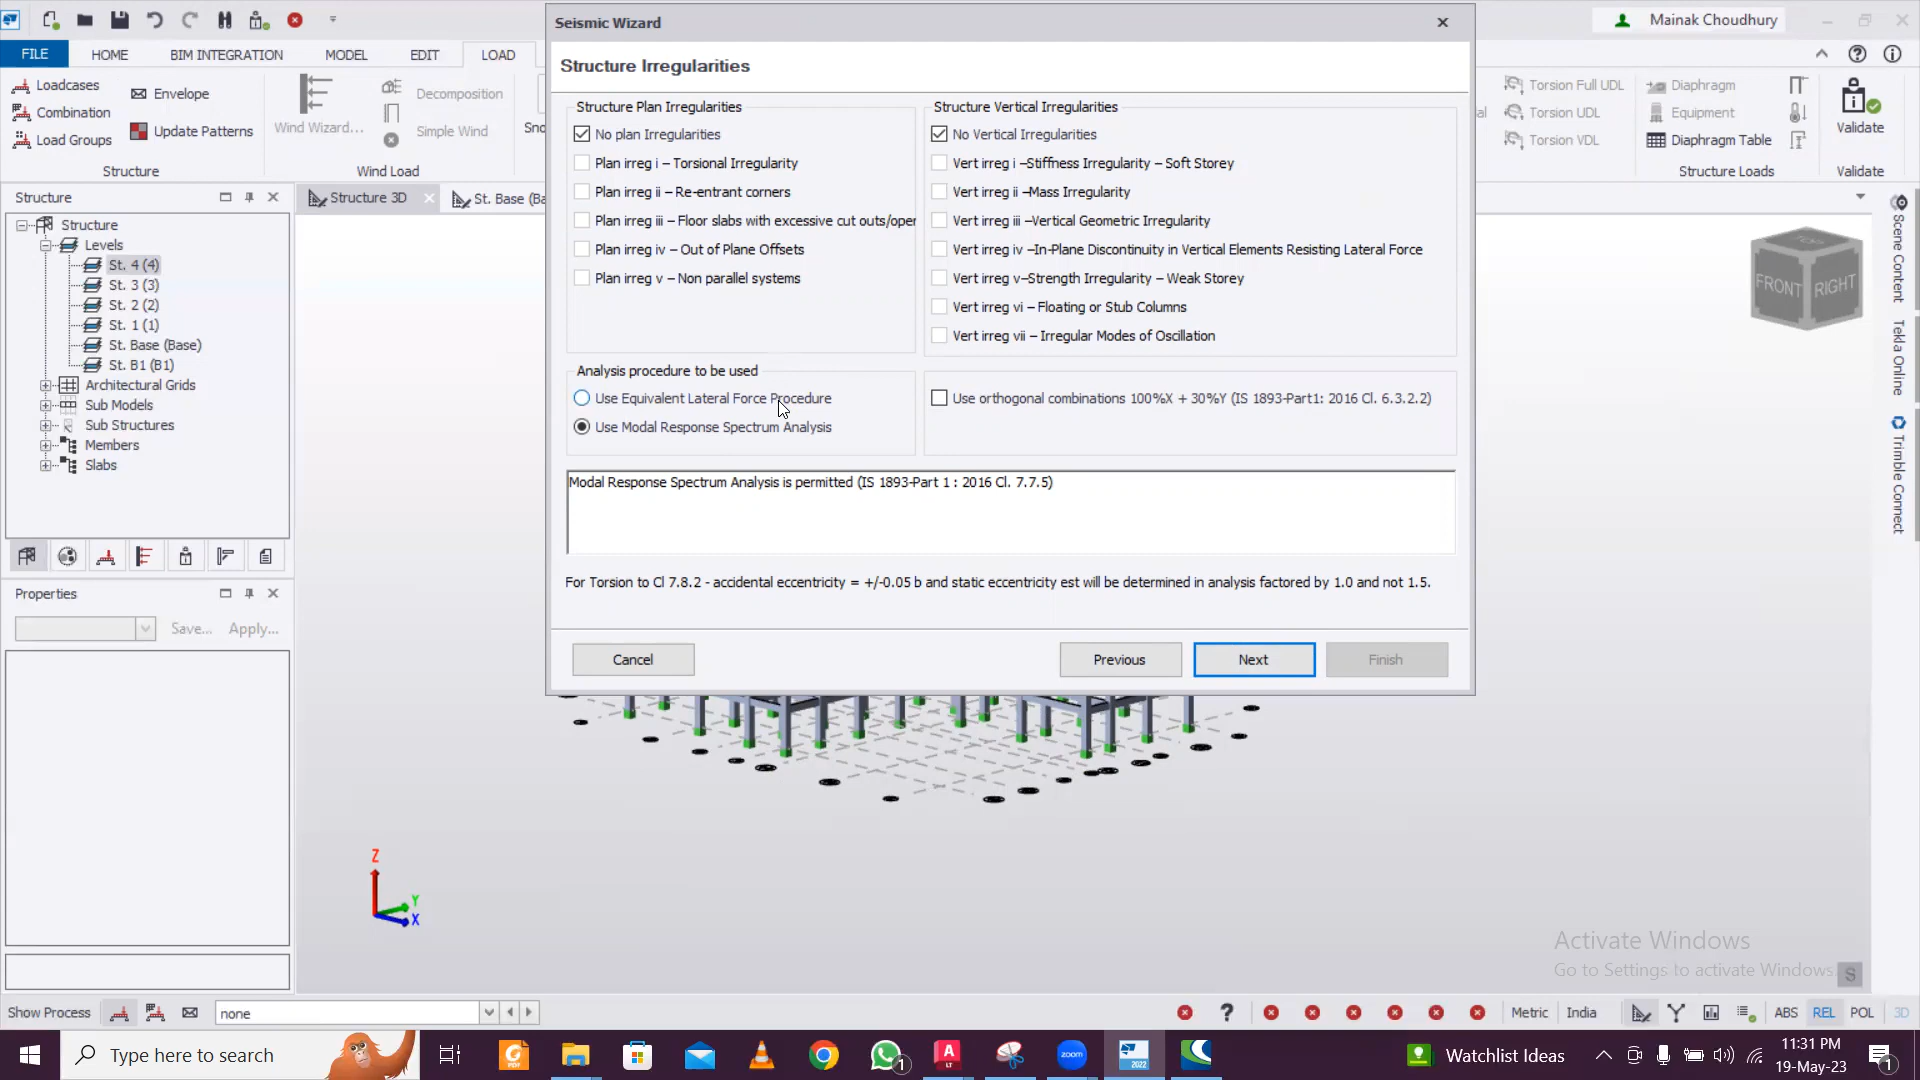 Mainak Choudhury
FILE
HOME
BIM INTEGRATION
MODEL
EDIT
LOAD
Loadcases
Combination
Load Groups
Envelope
Update Patterns
Structure
Wind Wizard...
Decomposition
Simple Wind
Wind Load
Torsion Full UDL
Torsion UDL
Torsion VDL
Diaphragm
Equipment
Diaphragm Table
Structure Loads
Validate
Validate
Structure
Structure
Levels
St. 4 (4)
St. 3 (3)
St. 2 (2)
St. 1 (1)
St. Base (Base)
St. B1 (B1)
Architectural Grids
Sub Models
Sub Structures
Members
Slabs
Structure 3D
St. Base (Ba
Properties
Save...
Apply...
Seismic Wizard
Structure Irregularities
Structure Plan Irregularities
No plan Irregularities
Plan irreg i – Torsional Irregularity
Plan irreg ii – Re-entrant corners
Plan irreg iii – Floor slabs with excessive cut outs/oper
Plan irreg iv – Out of Plane Offsets
Plan irreg v – Non parallel systems
Structure Vertical Irregularities
No Vertical Irregularities
Vert irreg i –Stiffness Irregularity – Soft Storey
Vert irreg ii –Mass Irregularity
Vert irreg iii –Vertical Geometric Irregularity
Vert irreg iv –In-Plane Discontinuity in Vertical Elements Resisting Lateral Force
Vert irreg v–Strength Irregularity – Weak Storey
Vert irreg vi – Floating or Stub Columns
Vert irreg vii – Irregular Modes of Oscillation
Analysis procedure to be used
Use Equivalent Lateral Force Procedure
Use Modal Response Spectrum Analysis
Use orthogonal combinations 100%X + 30%Y (IS 1893-Part1: 2016 Cl. 6.3.2.2)
Modal Response Spectrum Analysis is permitted (IS 1893-Part 1 : 2016 Cl. 7.7.5)
For Torsion to Cl 7.8.2 - accidental eccentricity = +/-0.05 b and static eccentricity est will be determined in analysis factored by 1.0 and not 1.5.
Cancel
Previous
Next
Finish
TOP
FRONT
RIGHT
Scene Content
Tekla Online
Trimble Connect
Z
Y
X
Activate Windows
Go to Settings to activate Windows.
S
Show Process
none
Metric
India
ABS
REL
POL
3D
Type here to search
PDF
1
LT
zoom
2022
Watchlist Ideas
11:31 PM
19-May-23
1